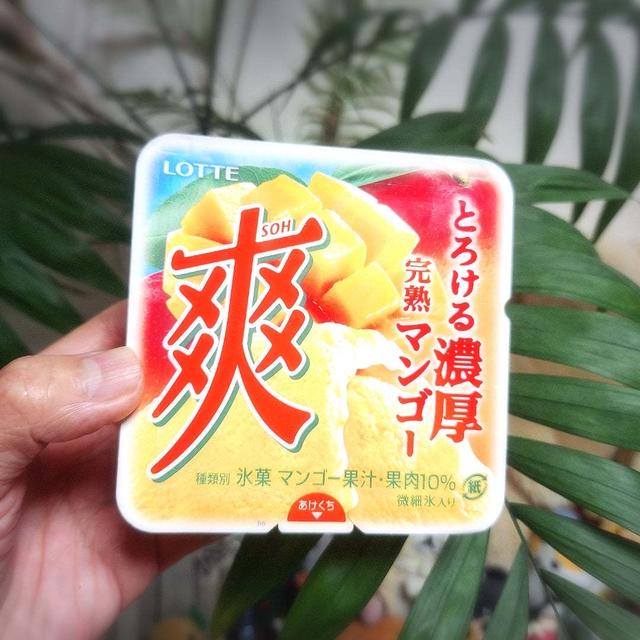 LOTTE
爽
SOH
とろける濃厚
完熟マンゴー
種類別 氷菓 マンゴー果汁・果肉10%
微細氷入り
紙
あけくち